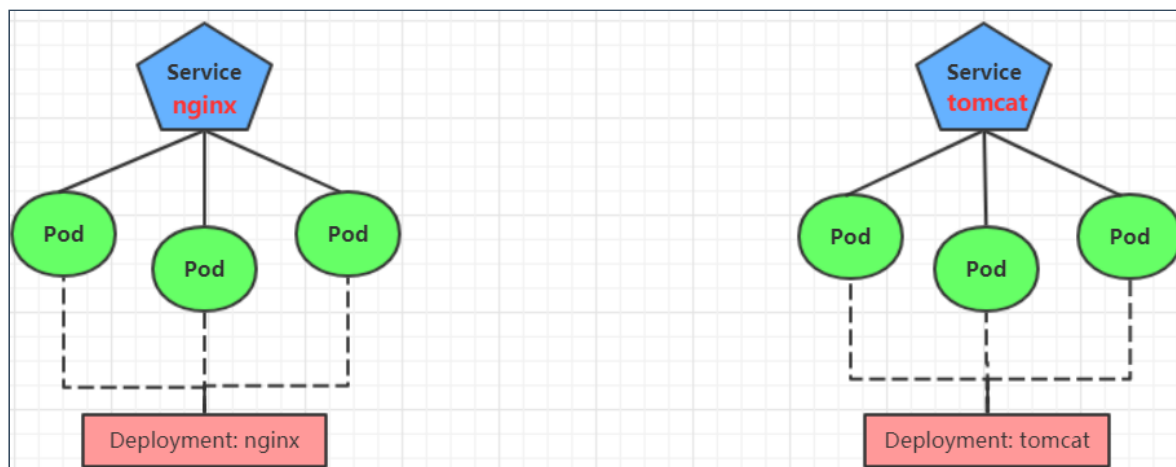 Service
nginx
Service
tomcat
Pod
Pod
Pod
Pod
Pod
Pod
Deployment: nginx
Deployment: tomcat